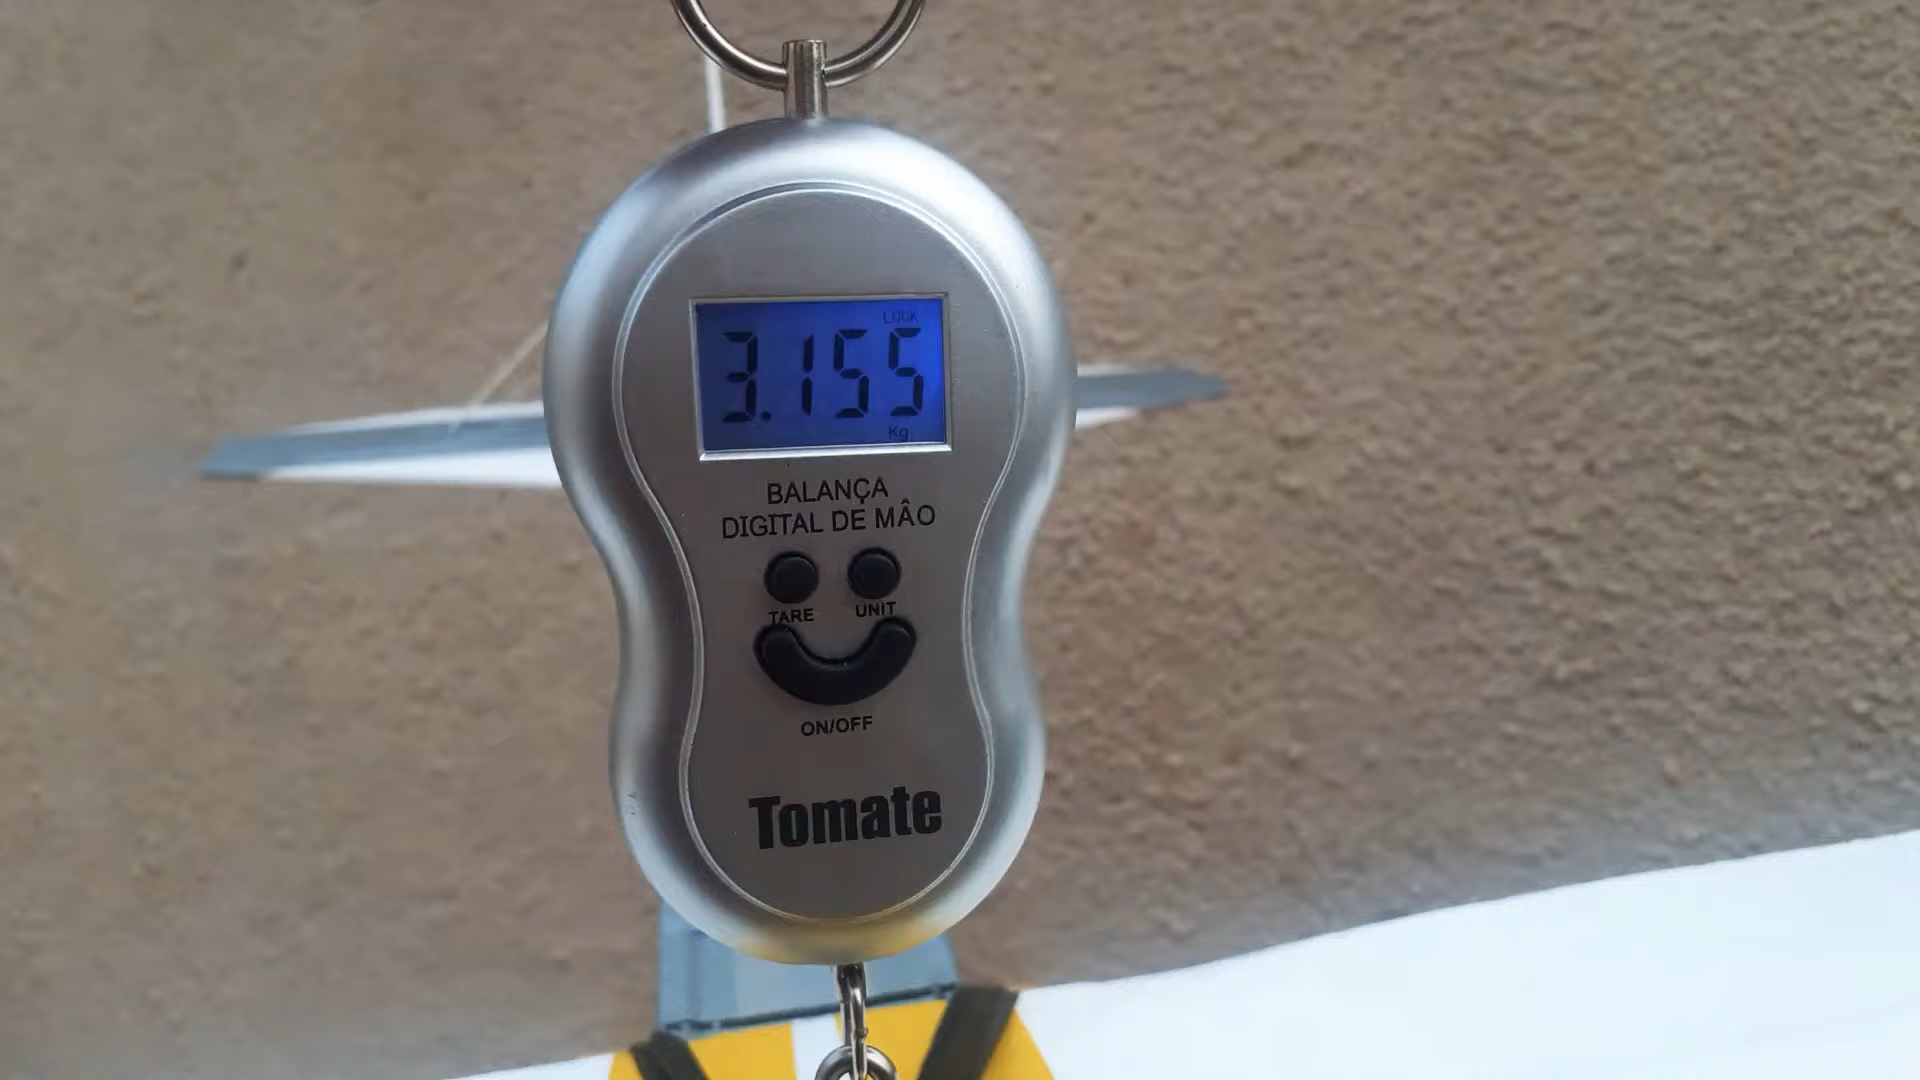 LOCK
3.155
Kg
BALANÇA
DIGITAL DE MÂO
TARE UNIT
ON/OFF
Tomate